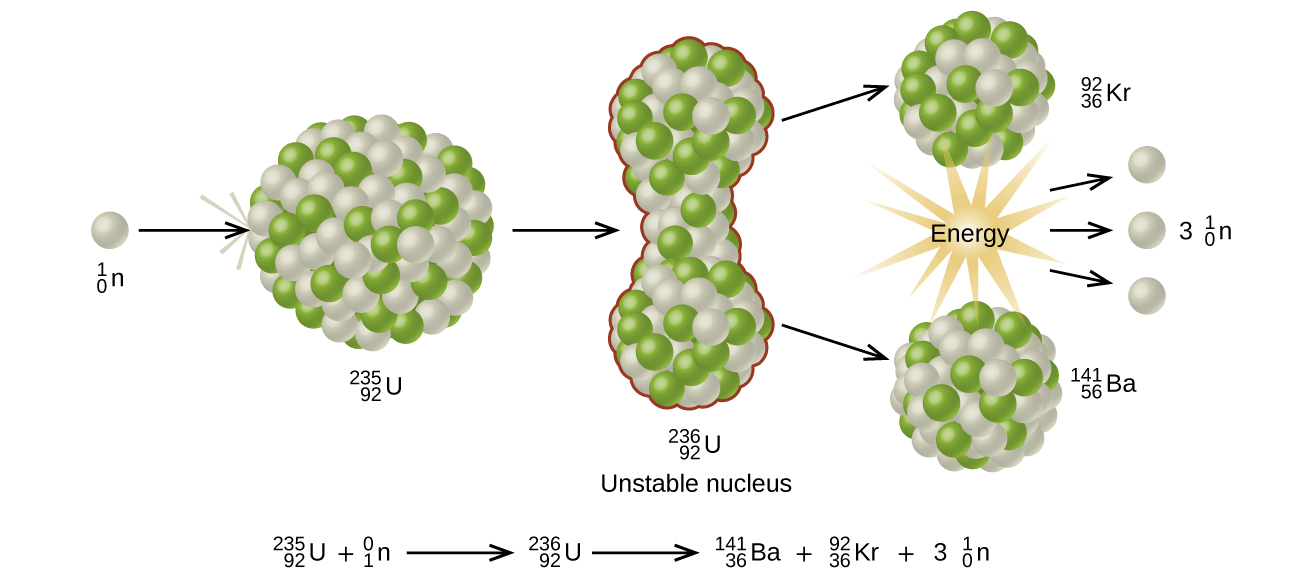 ⁹²₃₆Kr
Energy
3 ¹₀n
¹₀n
²³⁵₉₂U
¹⁴¹₅₆Ba
²³⁶₉₂U
Unstable nucleus
²³⁵₉₂U + ⁰₁n ⟶ ²³⁶₉₂U ⟶ ¹⁴¹₃₆Ba + ⁹²₃₆Kr + 3 ¹₀n